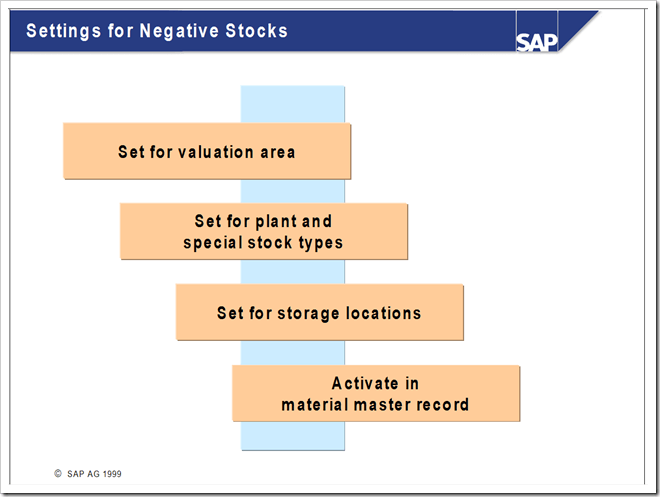 Settings for Negative Stocks
SAP
Set for valuation area
Set for plant and
special stock types
Set for storage locations
Activate in
material master record
© SAP AG 1999